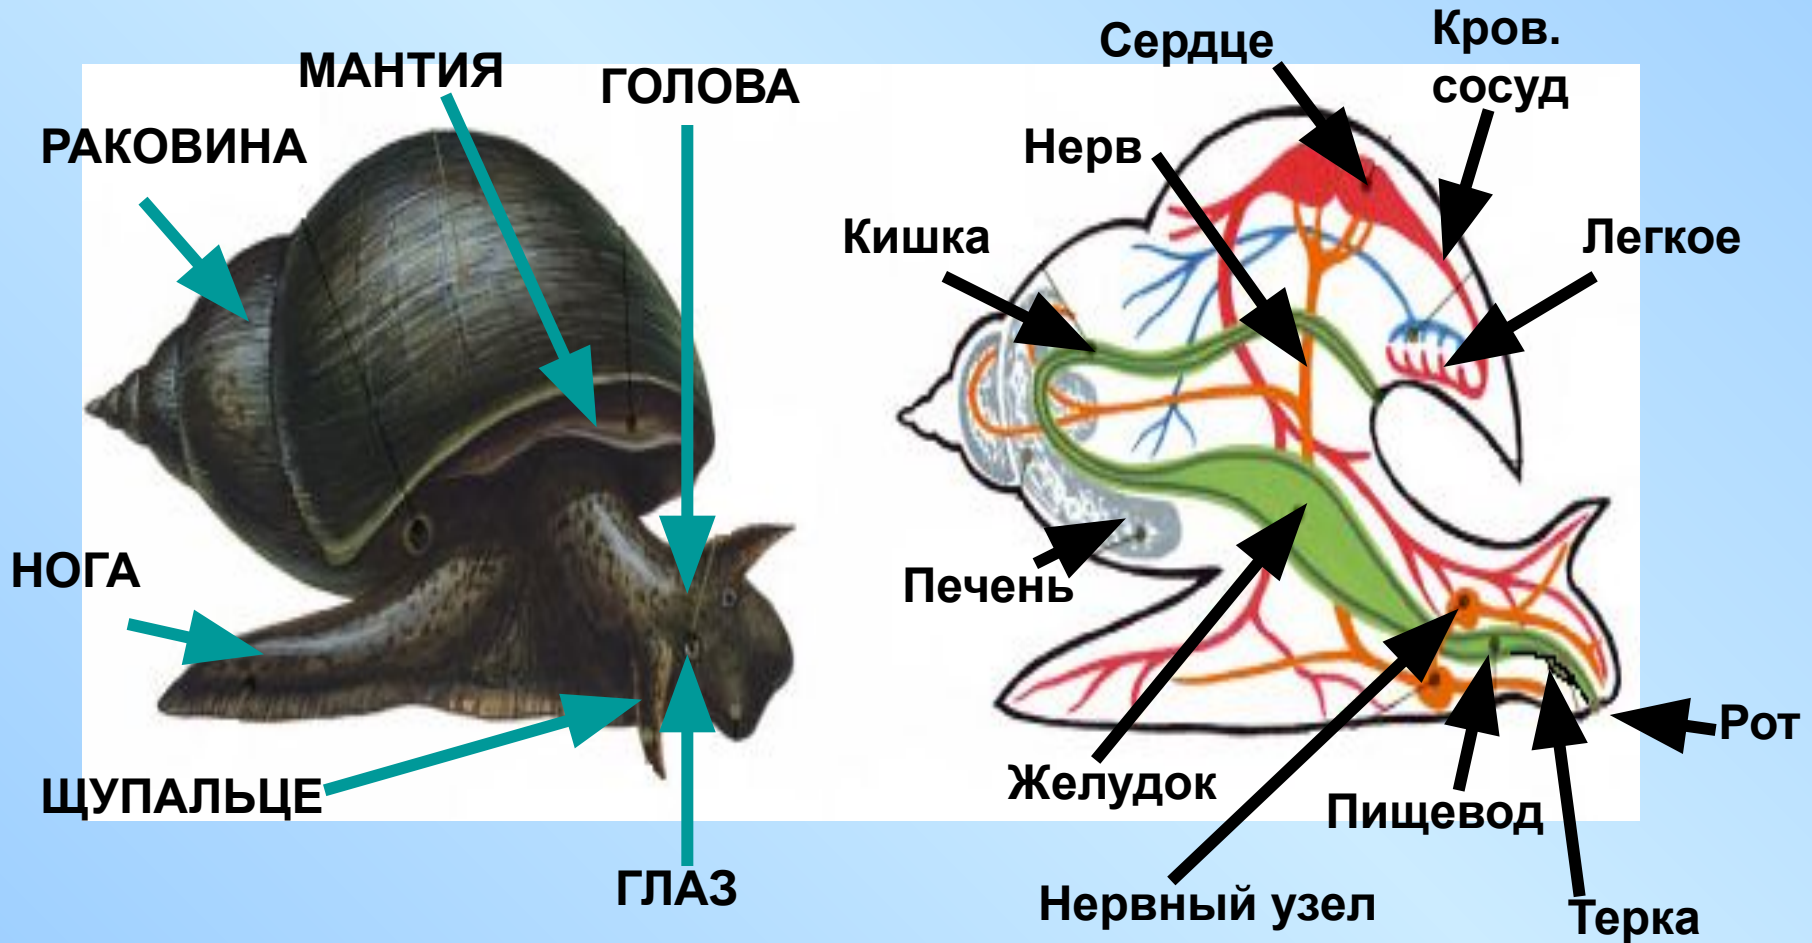 МАНТИЯ
ГОЛОВА
РАКОВИНА
НОГА
ЩУПАЛЬЦЕ
ГЛАЗ
Сердце
Кров.
сосуд
Нерв
Кишка
Легкое
Печень
Рот
Желудок
Пищевод
Нервный узел
Терка